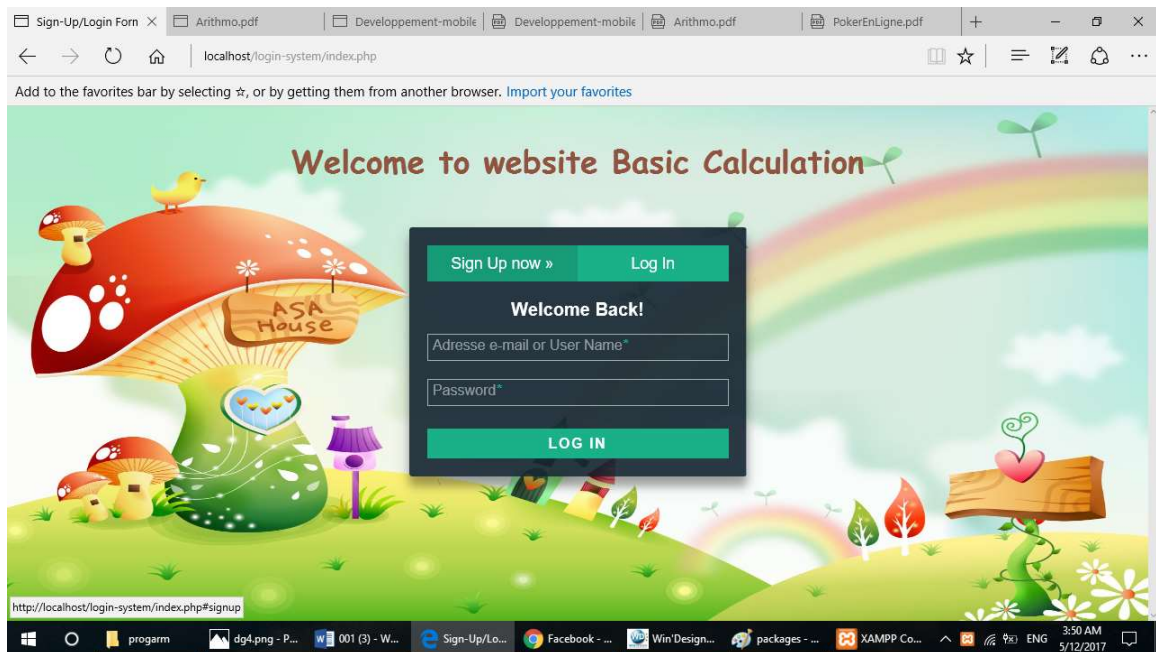 Sign-Up/Login Forn
Arithmo.pdf
Developpement-mobile
Developpement-mobile
Arithmo.pdf
PokerEnLigne.pdf
localhost/login-system/index.php
Add to the favorites bar by selecting ☆, or by getting them from another browser. Import your favorites
Welcome to website Basic Calculation
ASA
House
Sign Up now »
Log In
Welcome Back!
Adresse e-mail or User Name*
Password*
LOG IN
http://localhost/login-system/index.php#signup
progarm
dg4.png - P...
001 (3) - W...
Sign-Up/Lo...
Facebook - ...
Win'Design...
packages - ...
XAMPP Co...
ENG
3:50 AM
5/12/2017